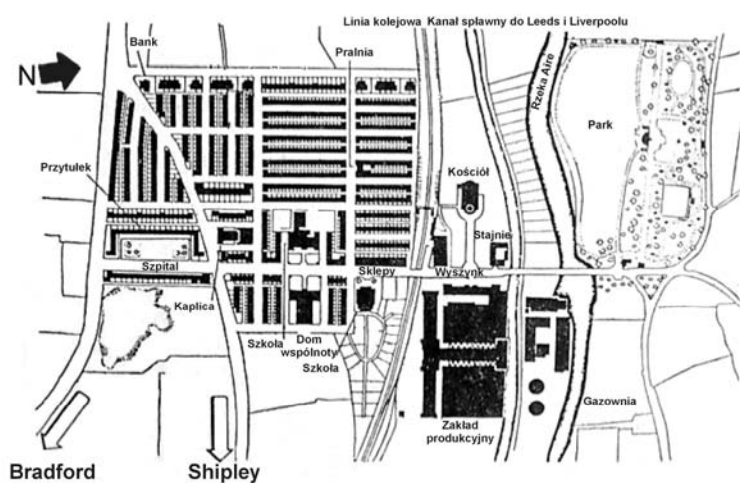 Linia kolejowa Kanał spławny do Leeds i Liverpoolu
Bank
Pralnia
N
Rzeka Aire
Park
Przytułek
Kościół
Stajnie
Szpital
Sklepy
Wyszynk
Kaplica
Szkoła
Dom
wspólnoty
Szkoła
Gazownia
Zakład
produkcyjny
Bradford
Shipley